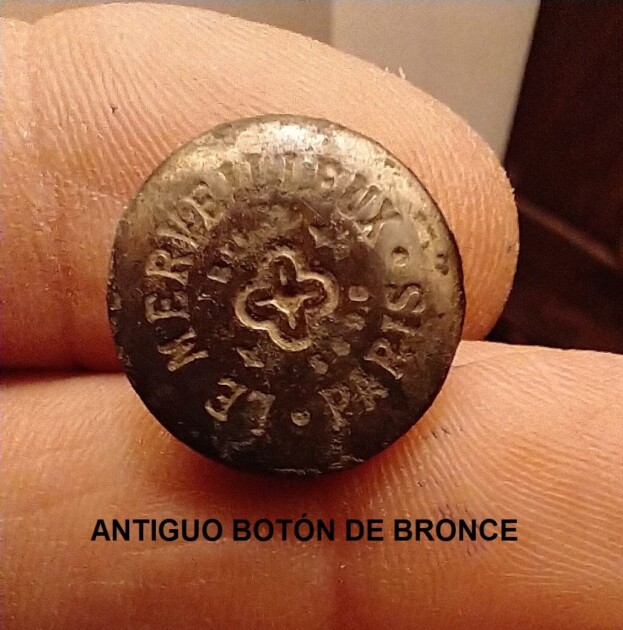 LE MERVEILLEUX · PARIS ·
ANTIGUO BOTÓN DE BRONCE